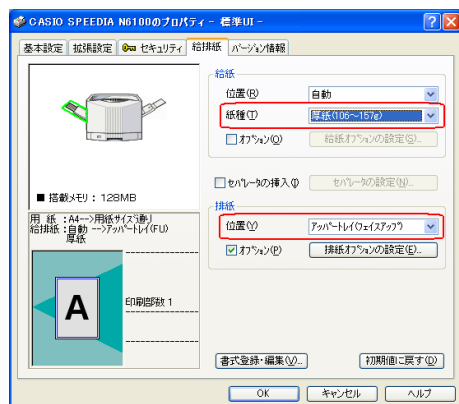 CASIO SPEEDIA N6100のプロパティ - 標準UI -
基本設定 拡張設定 セキュリティ 給排紙 バージョン情報
給紙
位置(R) 自動
紙種(T) 厚紙(106～157g)
オプション(O) 給紙オプションの設定(S)...
■ 搭載メモリ : 128MB
セパレータの挿入(I) セパレータの設定(N)...
用 紙 : A4-->用紙サイズ通り
給排紙 : 自動 -->アッパートレイ(FU)
厚紙
排紙
位置(Y) アッパートレイ(フェイスアップ)
オプション(P) 排紙オプションの設定(E)...
A
印刷部数 1
書式登録・編集(V)... 初期値に戻す(D)
OK キャンセル ヘルプ